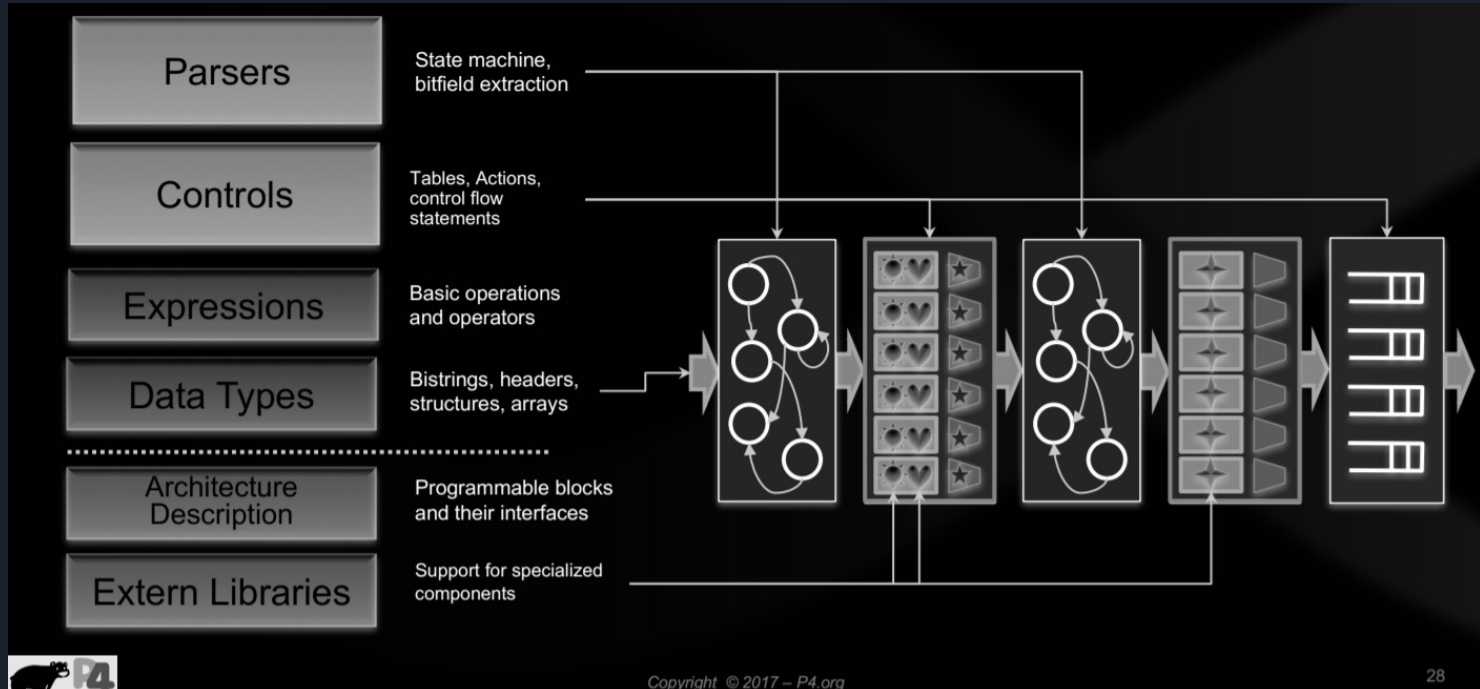 Parsers
State machine,
bitfield extraction
Controls
Tables, Actions,
control flow
statements
Expressions
Basic operations
and operators
Data Types
Bistrings, headers,
structures, arrays
Architecture
Description
Programmable blocks
and their interfaces
Extern Libraries
Support for specialized
components
P4
Copyright © 2017 – P4.org
28